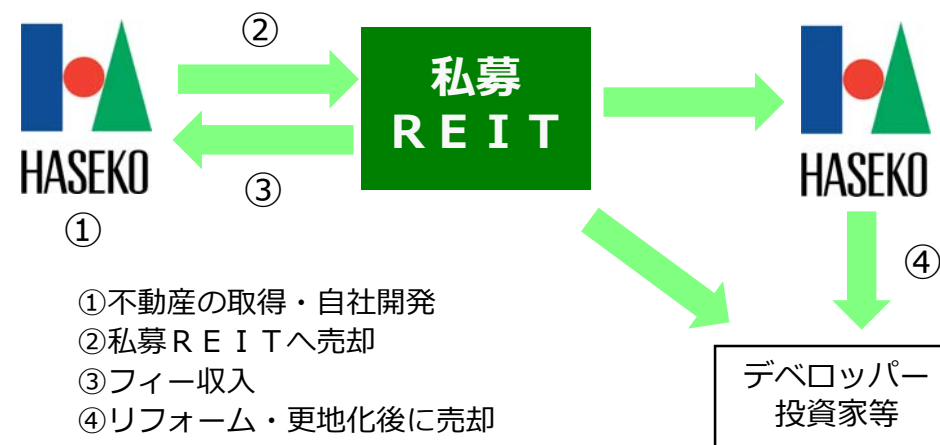 ②
私募
ＲＥＩＴ
HASEKO
③
①
HASEKO
④
①不動産の取得・自社開発
②私募ＲＥＩＴへ売却
③フィー収入
④リフォーム・更地化後に売却
デベロッパー
投資家等